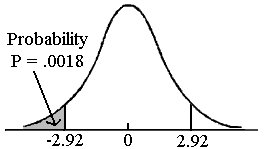 Probability
P = .0018
-2.92 0 2.92